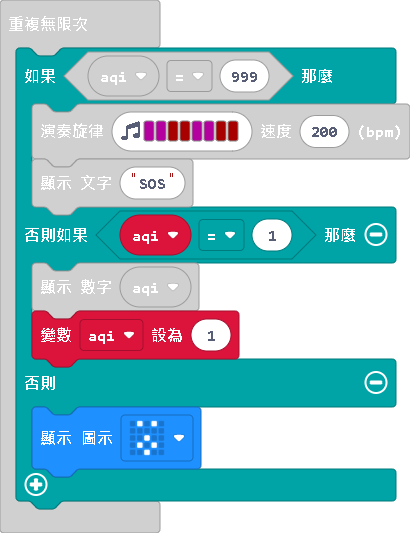 重複無限次
如果 aqi = 999 那麼
演奏旋律 速度 200 (bpm)
顯示 文字 "SOS"
否則如果 aqi = 1 那麼
顯示 數字 aqi
變數 aqi 設為 1
否則
顯示 圖示